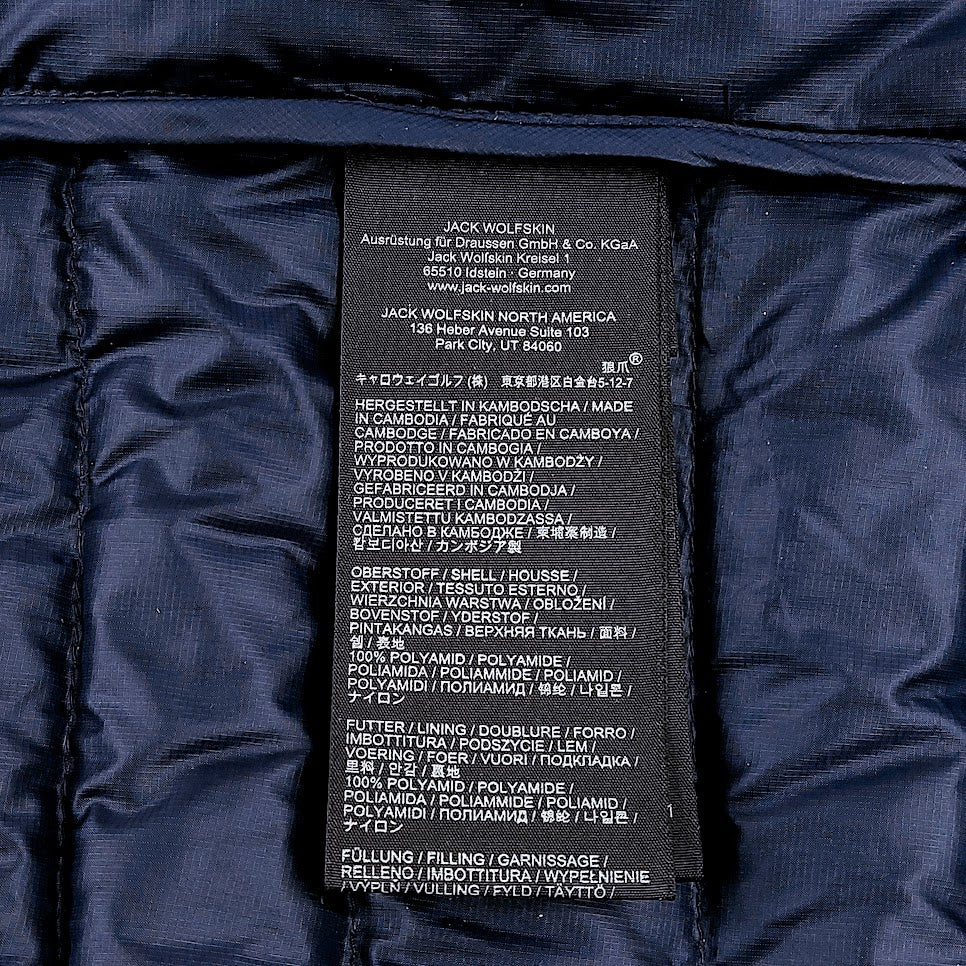 JACK WOLFSKIN
Ausrüstung für Draussen GmbH & Co. KGaA
Jack Wolfskin Kreisel 1
65510 Idstein · Germany
www.jack-wolfskin.com
JACK WOLFSKIN NORTH AMERICA
136 Heber Avenue Suite 103
Park City, UT 84060
狼爪®
キャロウェイゴルフ (株) 東京都港区白金台5-12-7
HERGESTELLT IN KAMBODSCHA / MADE
IN CAMBODIA / FABRIQUÉ AU
CAMBODGE / FABRICADO EN CAMBOYA /
PRODOTTO IN CAMBOGIA /
WYPRODUKOWANO W KAMBODŻY /
VYROBENO V KAMBODŽI /
GEFABRICEERD IN CAMBODJA /
PRODUCERET I CAMBODIA /
VALMISTETTU KAMBODZASSA /
СДЕЛАНО В КАМБОДЖЕ / 柬埔寨制造 /
캄보디아산 / カンボジア製
OBERSTOFF / SHELL / HOUSSE /
EXTERIOR / TESSUTO ESTERNO /
WIERZCHNIA WARSTWA / OBLOŽENÍ /
BOVENSTOF / YDERSTOF /
PINTAKANGAS / ВЕРХНЯЯ ТКАНЬ / 面料 /
쉘 / 表地
100% POLYAMID / POLYAMIDE /
POLIAMIDA / POLIAMMIDE / POLIAMID /
POLYAMIDI / ПОЛИАМИД / 锦纶 / 나일론 /
ナイロン
FUTTER / LINING / DOUBLURE / FORRO /
IMBOTTITURA / PODSZYCIE / LEM /
VOERING / FOER / VUORI / ПОДКЛАДКА /
里料 / 안감 / 裏地
100% POLYAMID / POLYAMIDE /
POLIAMIDA / POLIAMMIDE / POLIAMID /
POLYAMIDI / ПОЛИАМИД / 锦纶 / 나일론 /
ナイロン
1
FÜLLUNG / FILLING / GARNISSAGE /
RELLENO / IMBOTTITURA / WYPEŁNIENIE
/ VÝPLŇ / VULLING / FYLD / TÄYTTÖ /